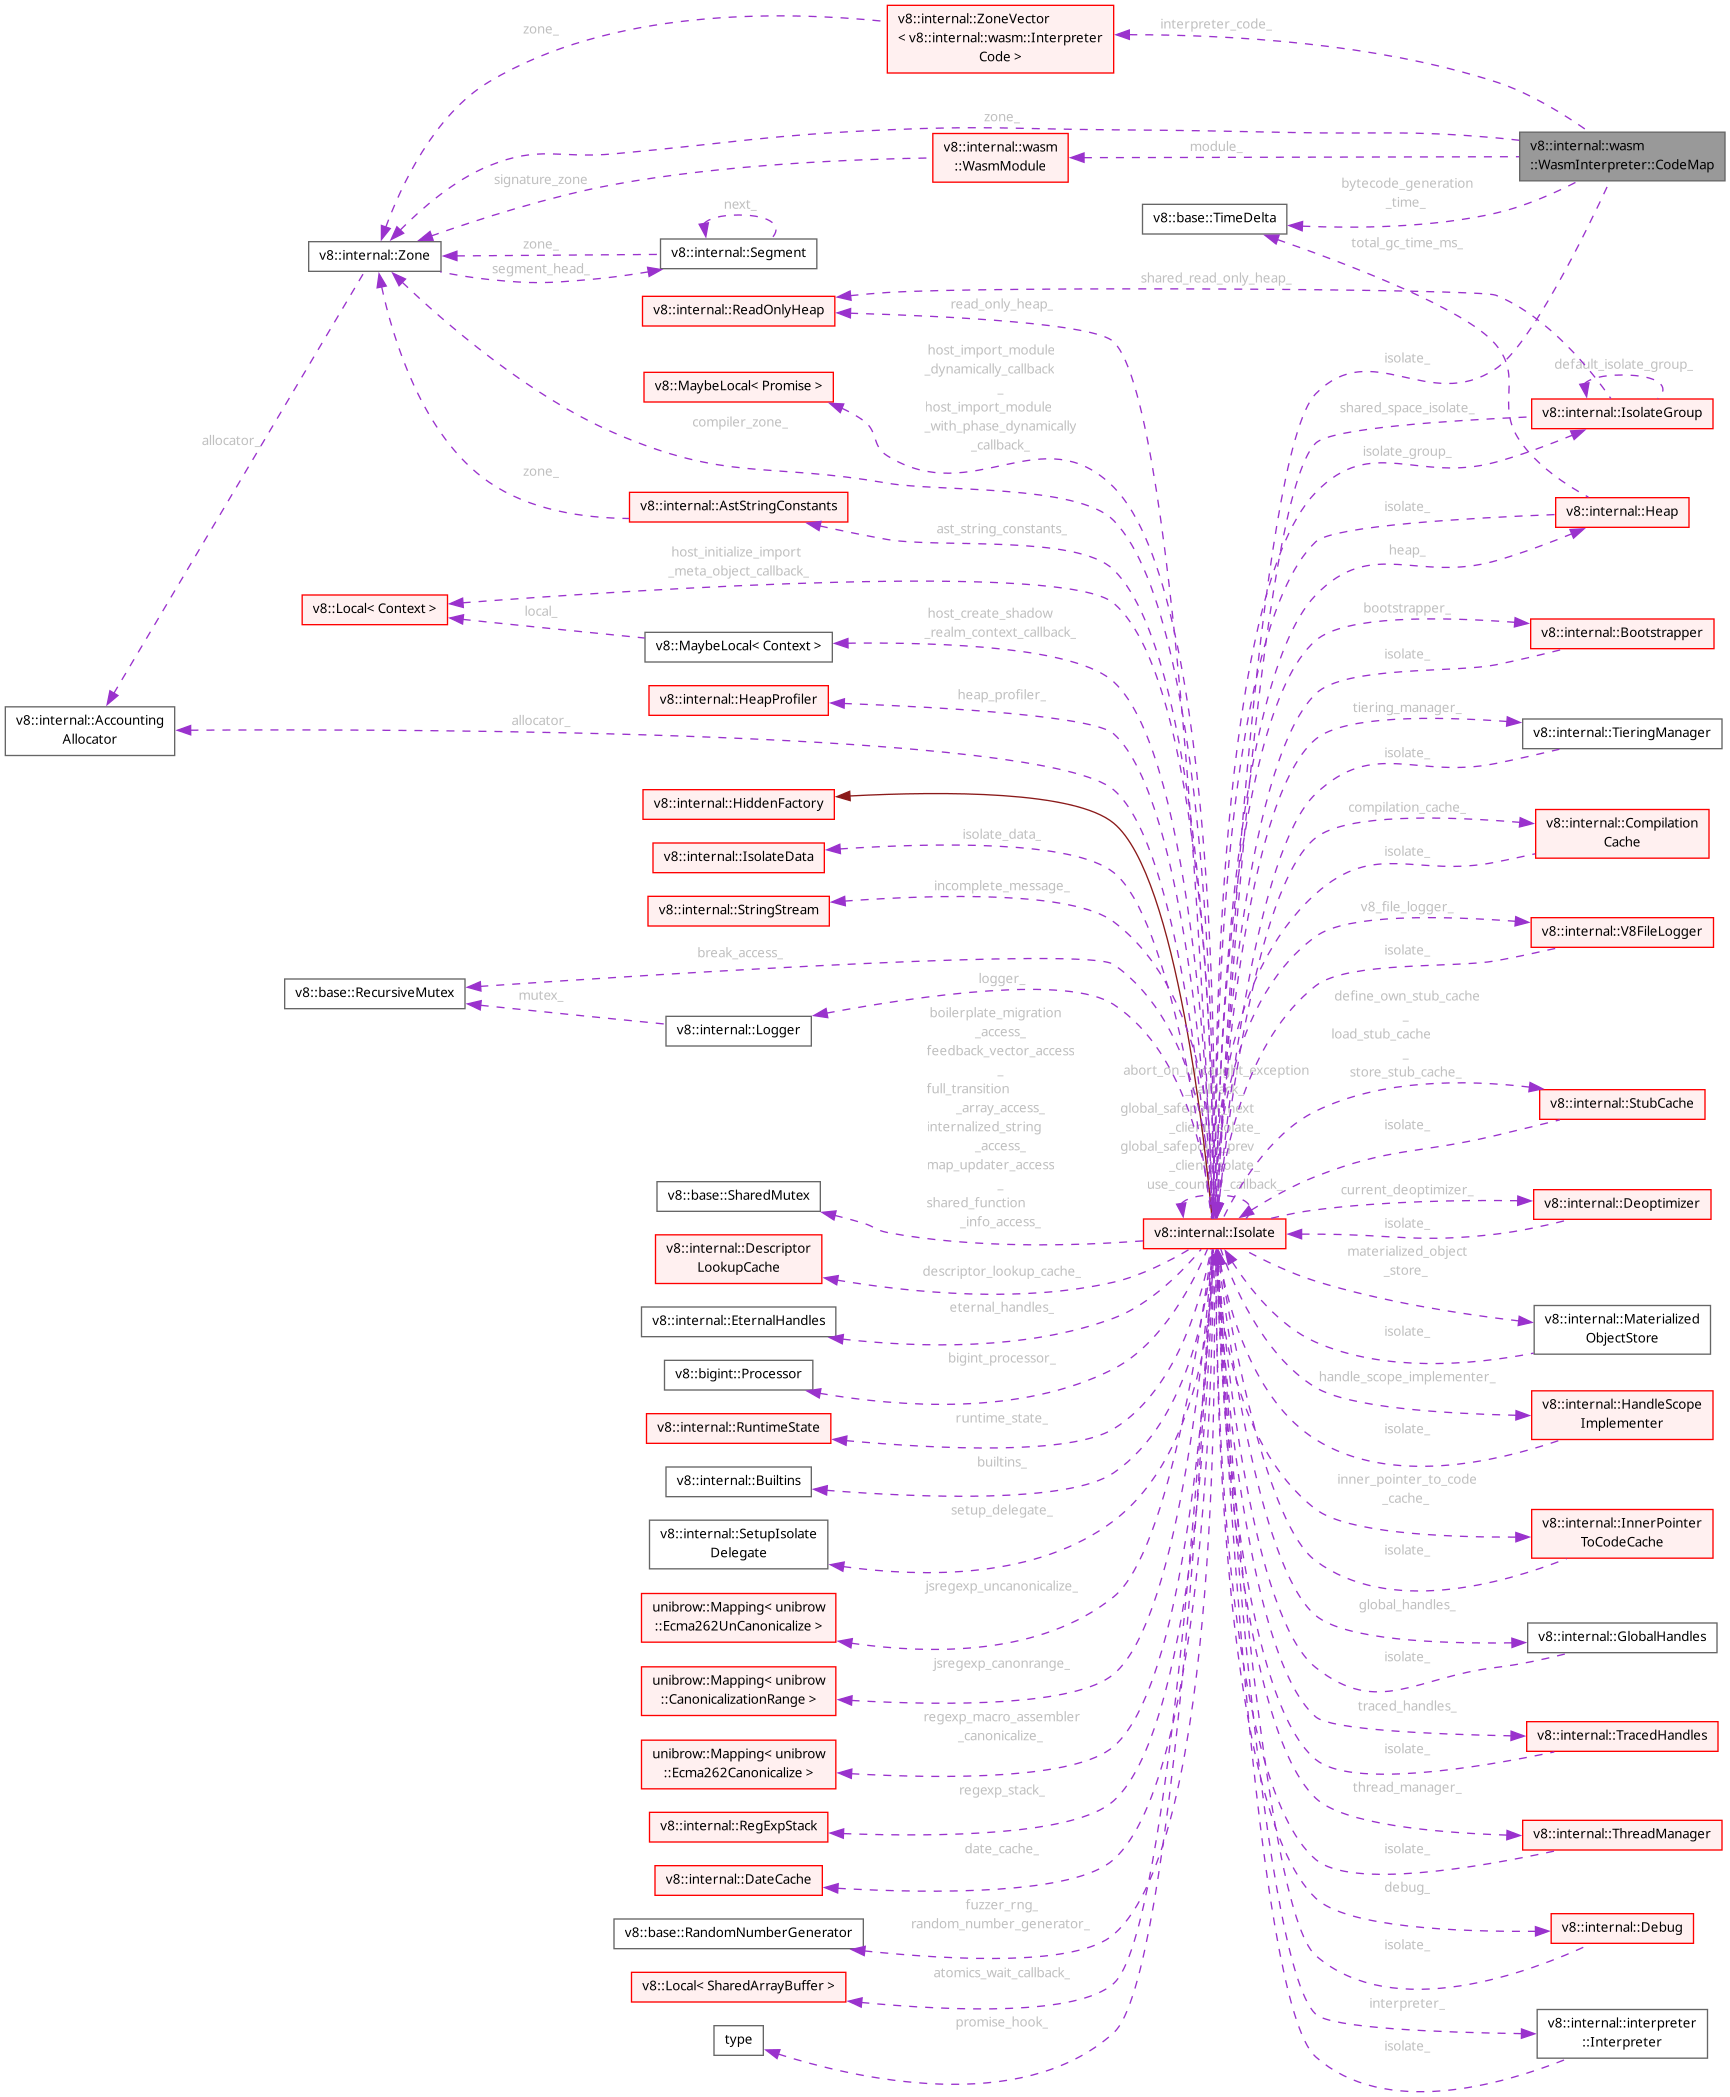 v8::internal::ZoneVector
< v8::internal::wasm::Interpreter
Code >
interpreter_code_
zone_
zone_
v8::internal::wasm
::WasmModule
module_
v8::internal::wasm
::WasmInterpreter::CodeMap
signature_zone
bytecode_generation
_time_
next_
v8::base::TimeDelta
v8::internal::Zone
zone_
segment_head_
v8::internal::Segment
total_gc_time_ms_
shared_read_only_heap_
v8::internal::ReadOnlyHeap
read_only_heap_
host_import_module
_dynamically_callback
_
host_import_module
_with_phase_dynamically
_callback_
isolate_
default_isolate_group_
v8::MaybeLocal< Promise >
compiler_zone_
shared_space_isolate_
v8::internal::IsolateGroup
isolate_group_
allocator_
zone_
v8::internal::AstStringConstants
ast_string_constants_
isolate_
v8::internal::Heap
heap_
host_initialize_import
_meta_object_callback_
v8::Local< Context >
local_
v8::MaybeLocal< Context >
host_create_shadow
_realm_context_callback_
bootstrapper_
v8::internal::Bootstrapper
isolate_
v8::internal::HeapProfiler
heap_profiler_
v8::internal::Accounting
Allocator
allocator_
tiering_manager_
v8::internal::TieringManager
isolate_
v8::internal::HiddenFactory
compilation_cache_
v8::internal::Compilation
Cache
isolate_
v8::internal::IsolateData
isolate_data_
v8::internal::StringStream
incomplete_message_
v8_file_logger_
v8::internal::V8FileLogger
isolate_
break_access_
v8::base::RecursiveMutex
mutex_
v8::internal::Logger
logger_
define_own_stub_cache
_
load_stub_cache
_
store_stub_cache_
v8::internal::StubCache
isolate_
boilerplate_migration
_access_
feedback_vector_access
_
full_transition
_array_access_
internalized_string
_access_
map_updater_access
_
shared_function
_info_access_
use_counter_callback_
v8::base::SharedMutex
v8::internal::Isolate
current_deoptimizer_
v8::internal::Deoptimizer
isolate_
v8::internal::Descriptor
LookupCache
descriptor_lookup_cache_
materialized_object
_store_
v8::internal::Materialized
ObjectStore
isolate_
v8::internal::EternalHandles
eternal_handles_
v8::bigint::Processor
bigint_processor_
handle_scope_implementer_
v8::internal::HandleScope
Implementer
isolate_
v8::internal::RuntimeState
runtime_state_
v8::internal::Builtins
builtins_
inner_pointer_to_code
_cache_
v8::internal::InnerPointer
ToCodeCache
isolate_
v8::internal::SetupIsolate
Delegate
setup_delegate_
unibrow::Mapping< unibrow
::Ecma262UnCanonicalize >
jsregexp_uncanonicalize_
global_handles_
v8::internal::GlobalHandles
isolate_
unibrow::Mapping< unibrow
::CanonicalizationRange >
jsregexp_canonrange_
traced_handles_
v8::internal::TracedHandles
isolate_
unibrow::Mapping< unibrow
::Ecma262Canonicalize >
regexp_macro_assembler
_canonicalize_
thread_manager_
v8::internal::ThreadManager
isolate_
v8::internal::RegExpStack
regexp_stack_
v8::internal::DateCache
date_cache_
debug_
v8::internal::Debug
isolate_
v8::base::RandomNumberGenerator
fuzzer_rng_
random_number_generator_
v8::Local< SharedArrayBuffer >
atomics_wait_callback_
interpreter_
v8::internal::interpreter
::Interpreter
isolate_
type
promise_hook_